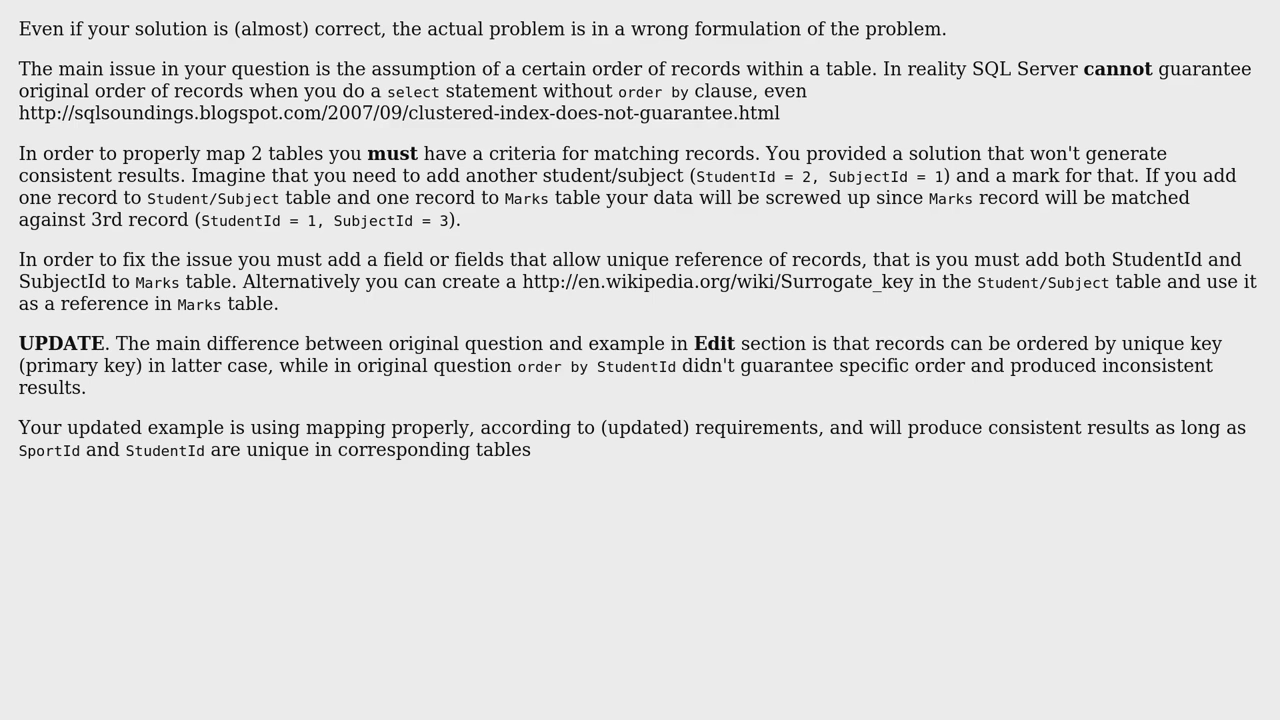 Even if your solution is (almost) correct, the actual problem is in a wrong formulation of the problem.
The main issue in your question is the assumption of a certain order of records within a table. In reality SQL Server cannot guarantee
original order of records when you do a select statement without order by clause, even
http://sqlsoundings.blogspot.com/2007/09/clustered-index-does-not-guarantee.html
In order to properly map 2 tables you must have a criteria for matching records. You provided a solution that won't generate
consistent results. Imagine that you need to add another student/subject (StudentId = 2, SubjectId = 1) and a mark for that. If you add
one record to Student/Subject table and one record to Marks table your data will be screwed up since Marks record will be matched
against 3rd record (StudentId = 1, SubjectId = 3).
In order to fix the issue you must add a field or fields that allow unique reference of records, that is you must add both StudentId and
SubjectId to Marks table. Alternatively you can create a http://en.wikipedia.org/wiki/Surrogate_key in the Student/Subject table and use it
as a reference in Marks table.
UPDATE. The main difference between original question and example in Edit section is that records can be ordered by unique key
(primary key) in latter case, while in original question order by StudentId didn't guarantee specific order and produced inconsistent
results.
Your updated example is using mapping properly, according to (updated) requirements, and will produce consistent results as long as
SportId and StudentId are unique in corresponding tables